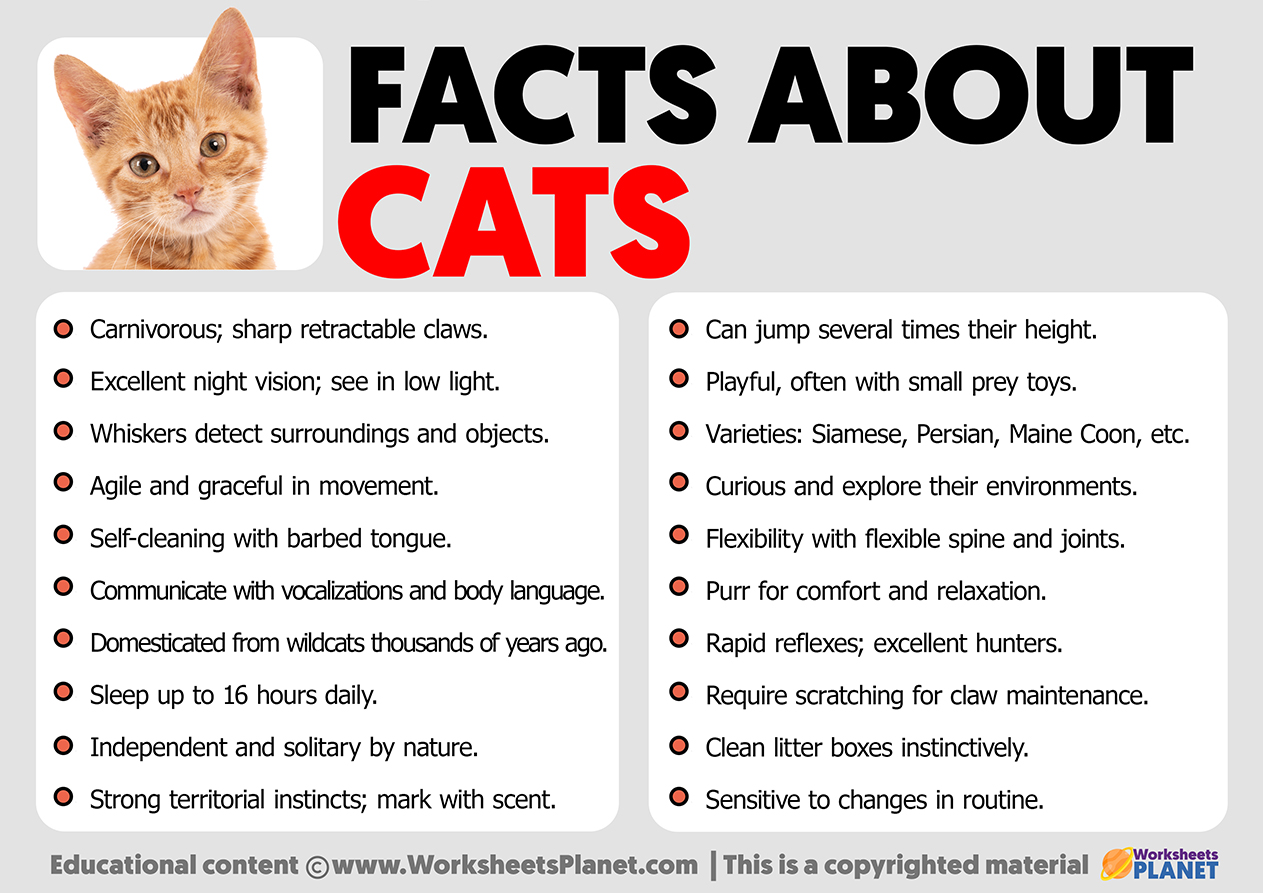 FACTS ABOUT
CATS
Carnivorous; sharp retractable claws.
Excellent night vision; see in low light.
Whiskers detect surroundings and objects.
Agile and graceful in movement.
Self-cleaning with barbed tongue.
Communicate with vocalizations and body language.
Domesticated from wildcats thousands of years ago.
Sleep up to 16 hours daily.
Independent and solitary by nature.
Strong territorial instincts; mark with scent.
Can jump several times their height.
Playful, often with small prey toys.
Varieties: Siamese, Persian, Maine Coon, etc.
Curious and explore their environments.
Flexibility with flexible spine and joints.
Purr for comfort and relaxation.
Rapid reflexes; excellent hunters.
Require scratching for claw maintenance.
Clean litter boxes instinctively.
Sensitive to changes in routine.
Educational content © www.WorksheetsPlanet.com | This is a copyrighted material
Worksheets
PLANET